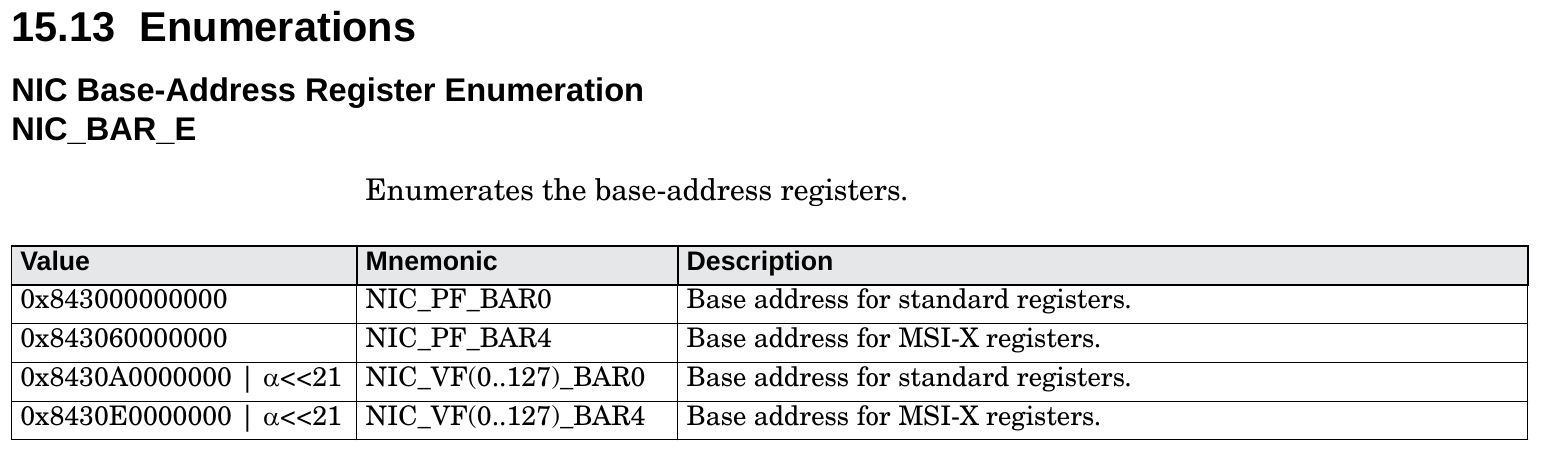 15.13 Enumerations
NIC Base-Address Register Enumeration
NIC_BAR_E
Enumerates the base-address registers.
Value Mnemonic Description
0x843000000000 NIC_PF_BAR0 Base address for standard registers.
0x843060000000 NIC_PF_BAR4 Base address for MSI-X registers.
0x8430A0000000 | α<<21 NIC_VF(0..127)_BAR0 Base address for standard registers.
0x8430E0000000 | α<<21 NIC_VF(0..127)_BAR4 Base address for MSI-X registers.